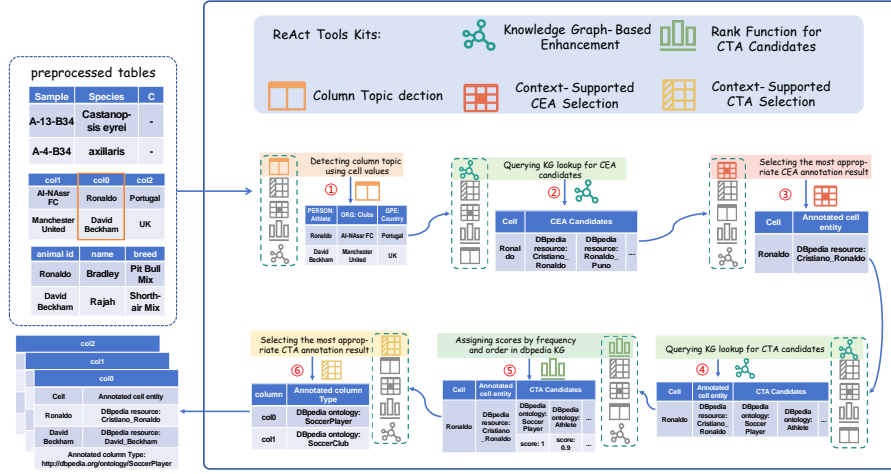 ReAct Tools Kits:
Knowledge Graph-Based
Enhancement
Rank Function for
CTA Candidates
Column Topic dection
Context-Supported
CEA Selection
Context-Supported
CTA Selection
preprocessed tables
Sample Species C
A-13-B34 Castanop-
sis eyrei -
A-4-B34 axillaris -
col1 col0 col2
Al-NAssr
FC Ronaldo Portugal
Manchester
United David
Beckham UK
animal id name breed
Ronaldo Bradley Pit Bull
Mix
David
Beckham Rajah Shorth-
air Mix
Detecting column topic
using cell values
①
PERSON:
Athlete ORG: Clubs GPE:
Country
Ronaldo Al-NAssr FC Portugal
David
Beckham Manchester
United UK
Querying KG lookup for CEA
candidates
②
Cell CEA Candidates
Ronal
do DBpedia
resource:
Cristiano_
Ronaldo DBpedia
resource:
Ronaldo_
Puno ...
Selecting the most approp-
riate CEA annotation result
③
Cell Annotated
cell entity
Ronaldo DBpedia
resource:
Cristiano_Ronaldo
Querying KG lookup for CTA candidates
④
Cell Annotated
cell entity CTA Candidates
Ronaldo DBpedia
resource:
Cristiano_
Ronaldo DBpedia
ontology:
Soccer
Player DBpedia
ontology:
Athlete ...
Assigning scores by frequency
and order in dbpedia KG
⑤
Cell Annotated
cell entity CTA Candidates
Ronaldo DBpedia
resource:
Cristiano
_Ronaldo DBpedia
ontology:
Soccer
Player DBpedia
ontology:
Athlete ...
score: 1 score:
0.9 ...
Selecting the most approp-
riate CTA annotation result
⑥
column Annotated column
Type
col0 DBpedia ontology:
SoccerPlayer
col1 DBpedia ontology:
SoccerClub
col2
col1
col0
Cell Annotated cell entity
Ronaldo DBpedia resource:
Cristiano_Ronaldo
David
Beckham DBpedia resource:
David_Beckham
Annotated column Type:
http://dbpedia.org/ontology/SoccerPlayer